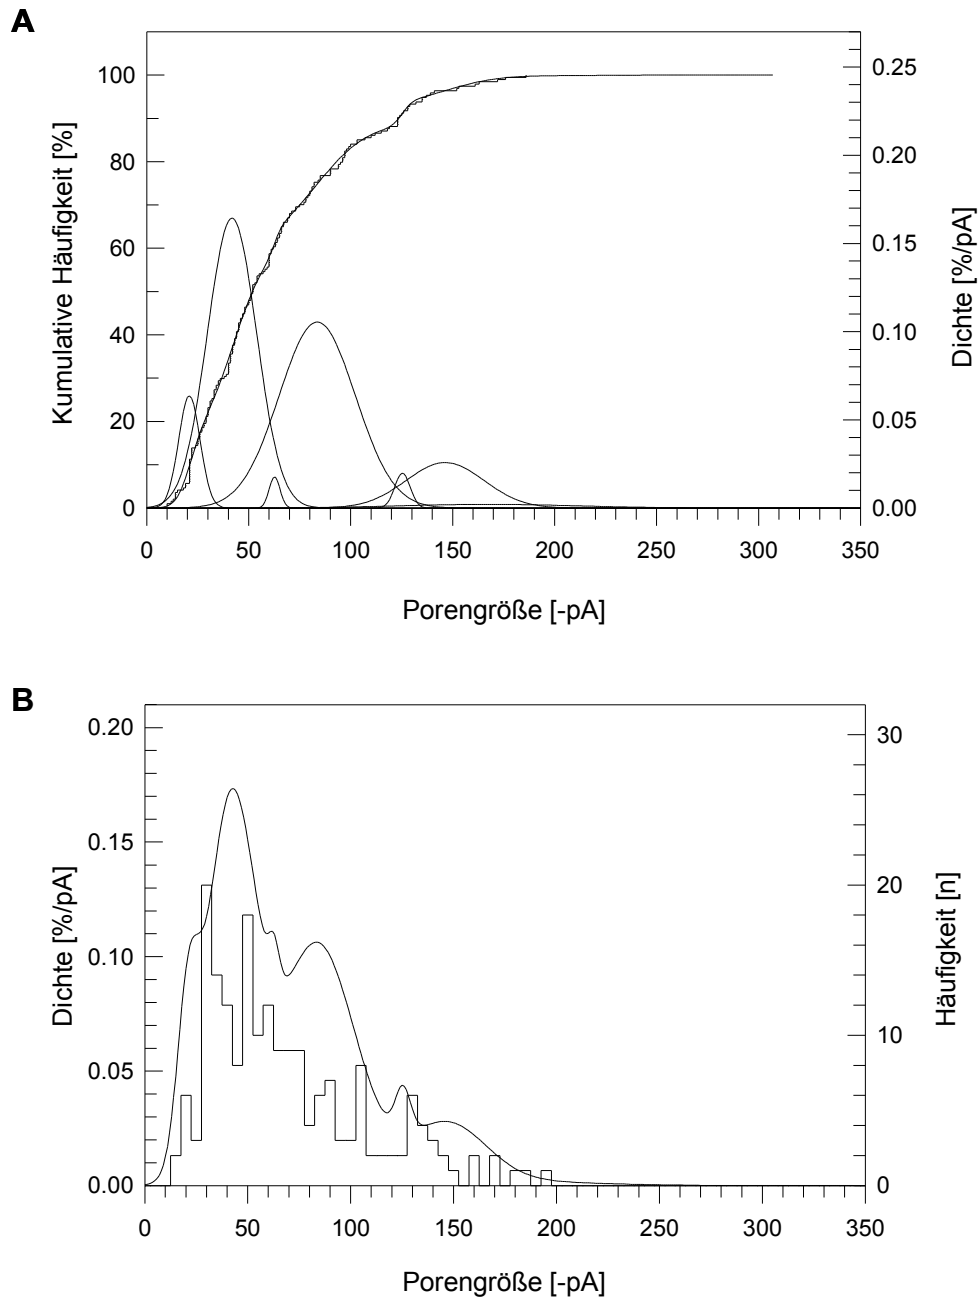 A
Kumulative Häufigkeit [%]
100
80
60
40
20
0
0.25
0.20
0.15
0.10
0.05
0.00
Dichte [%/pA]
0 50 100 150 200 250 300 350
Porengröße [-pA]
B
Dichte [%/pA]
0.20
0.15
0.10
0.05
0.00
30
20
10
0
Häufigkeit [n]
0 50 100 150 200 250 300 350
Porengröße [-pA]